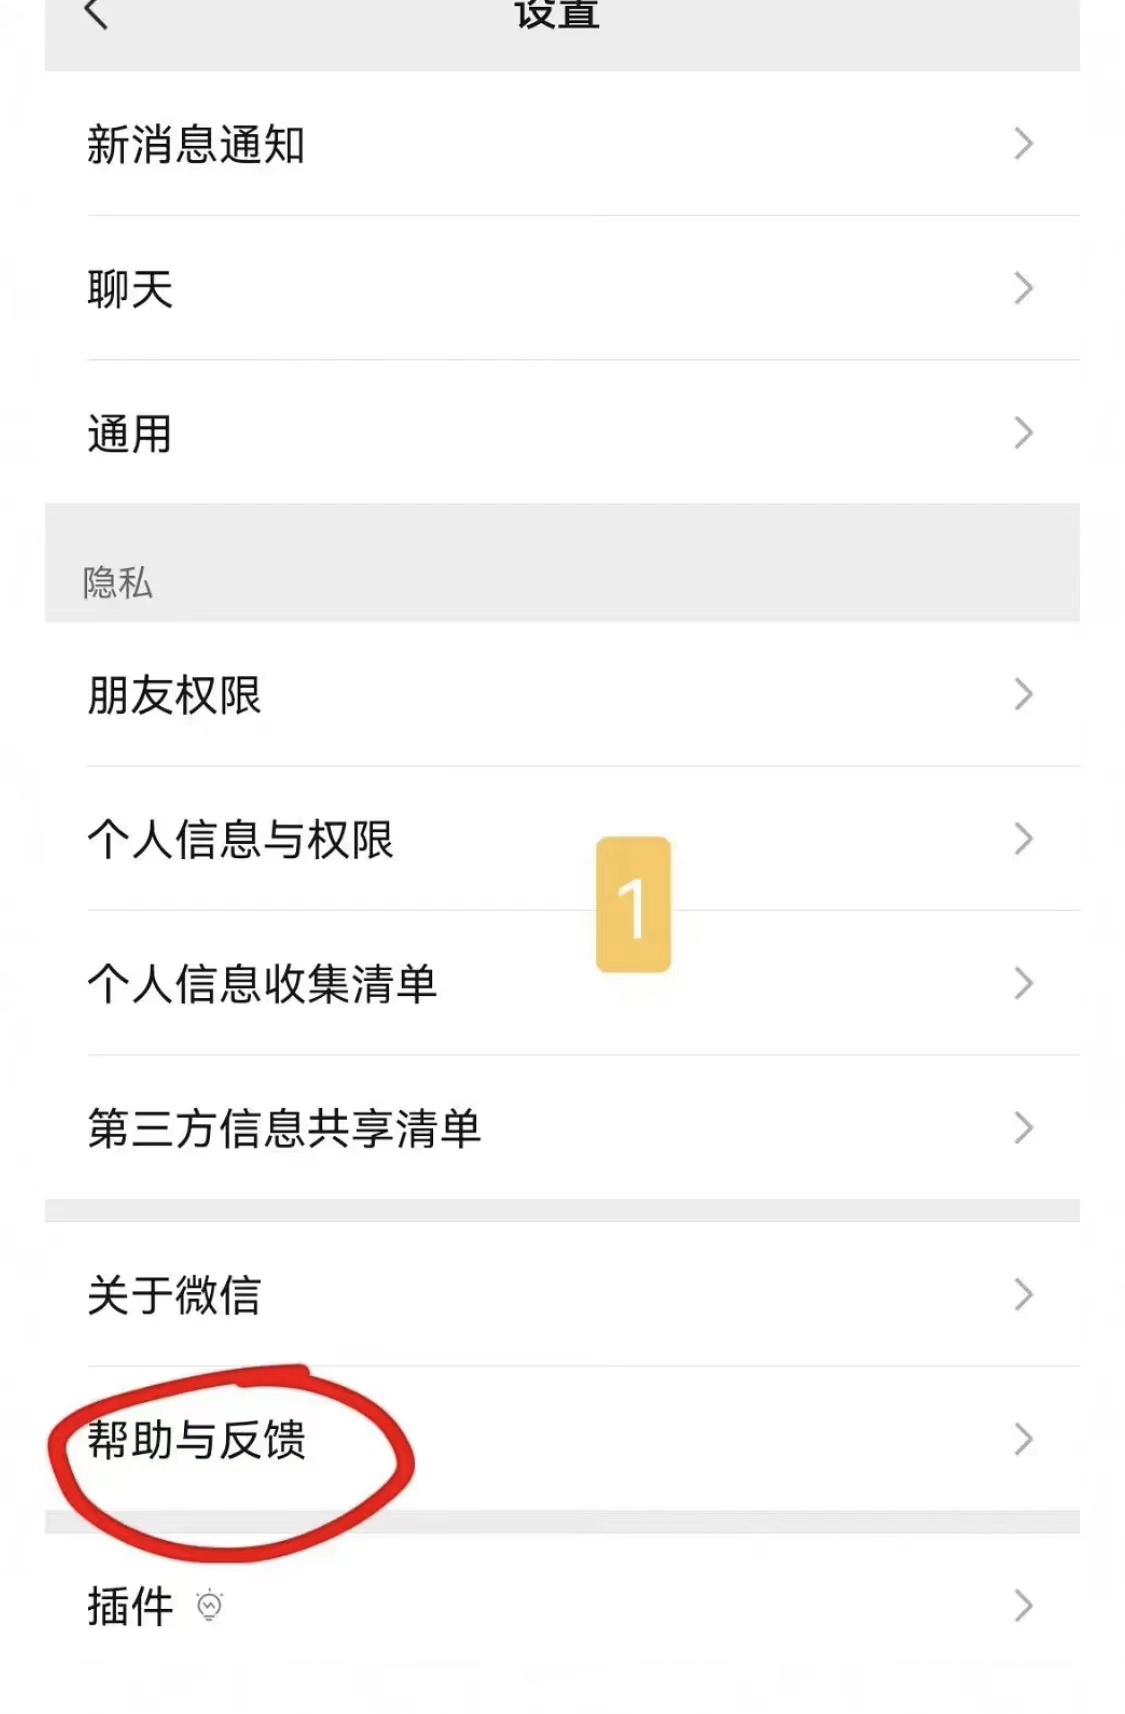 设置
新消息通知
聊天
通用
隐私
朋友权限
个人信息与权限
1
个人信息收集清单
第三方信息共享清单
关于微信
帮助与反馈
插件